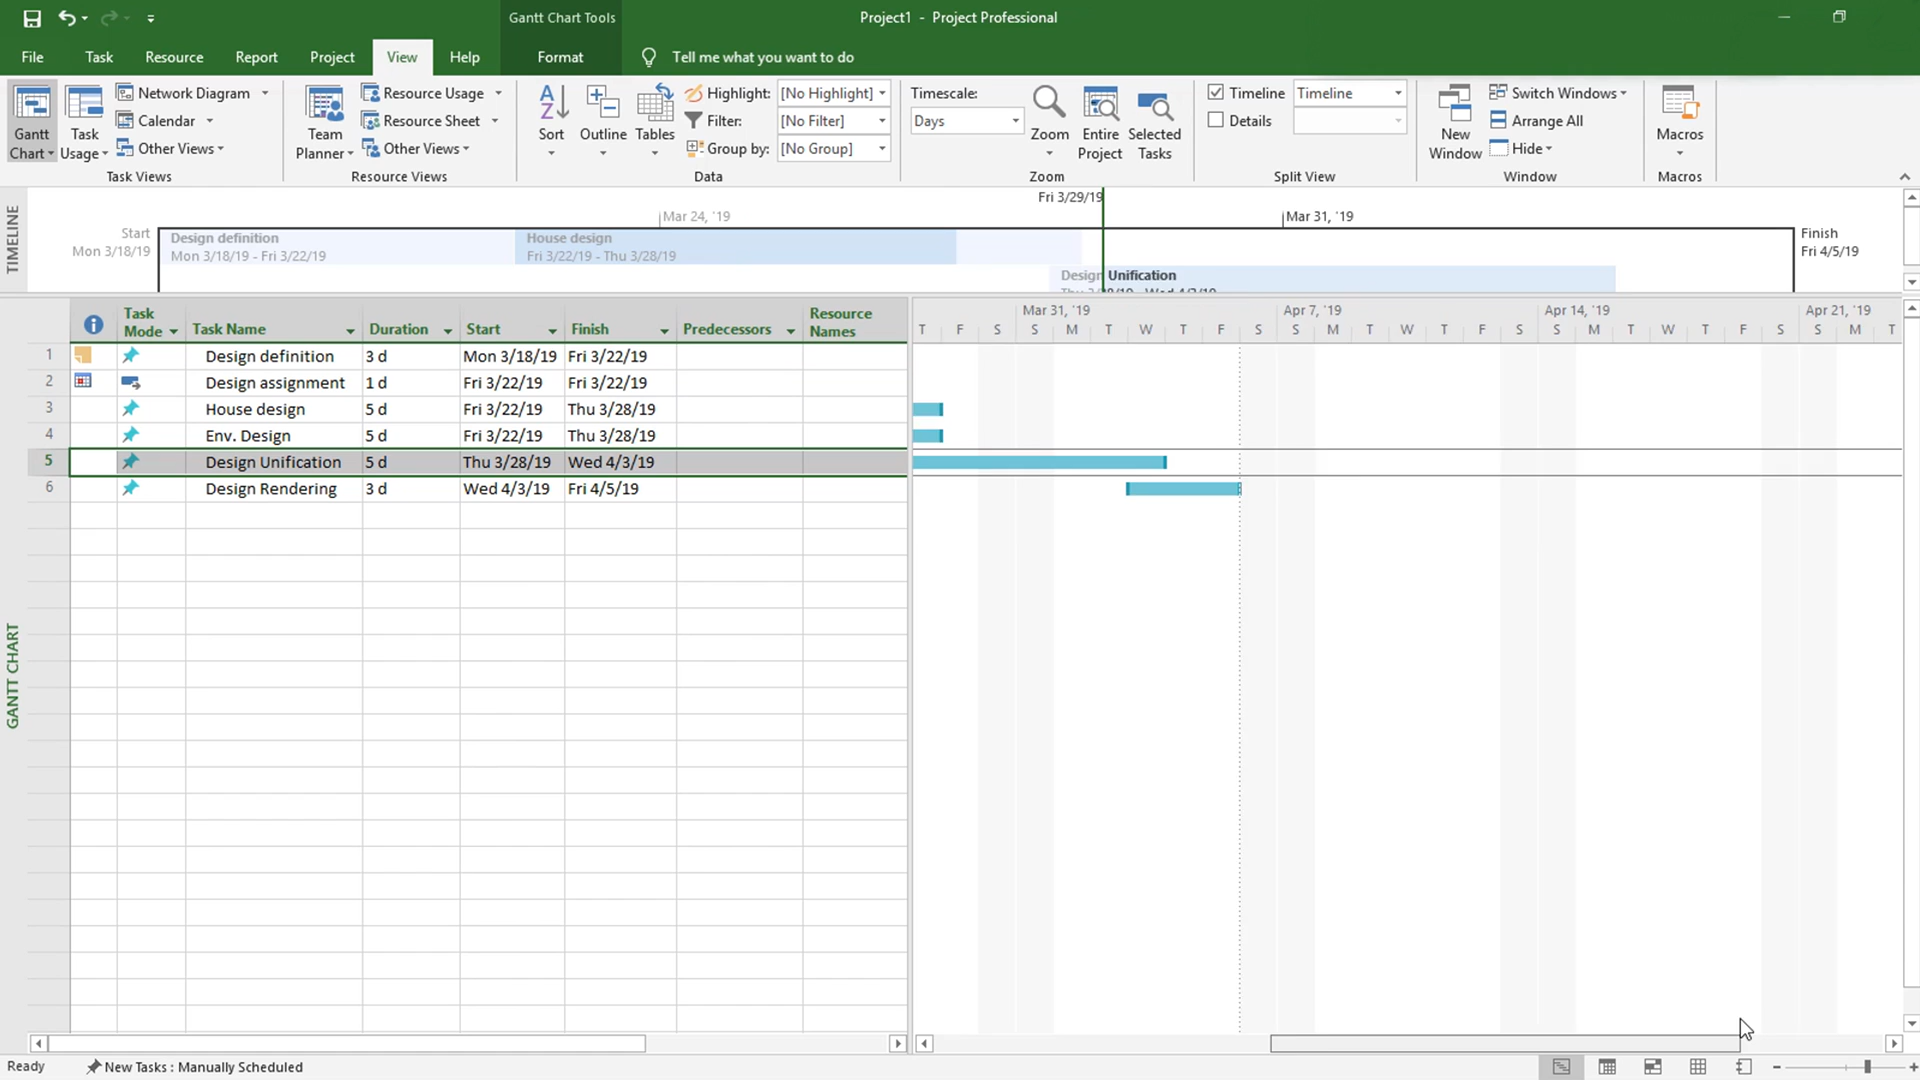 Gantt Chart Tools
Project1 - Project Professional
File Task Resource Report Project View Help Format Tell me what you want to do
Gantt Chart
Task Usage
Network Diagram
Calendar
Other Views
Task Views
Team Planner
Resource Usage
Resource Sheet
Other Views
Resource Views
Sort
Outline
Tables
Highlight: [No Highlight]
Filter: [No Filter]
Group by: [No Group]
Data
Timescale:
Days
Zoom
Entire Project
Selected Tasks
Zoom
Timeline Timeline
Details
Split View
New Window
Switch Windows
Arrange All
Hide
Window
Macros
Macros
TIMELINE
Fri 3/29/19
Mar 24, '19
Mar 31, '19
Start
Mon 3/18/19
Design definition
Mon 3/18/19 - Fri 3/22/19
House design
Fri 3/22/19 - Thu 3/28/19
Design Unification
Thu 3/28/19 - Wed 4/3/19
Finish
Fri 4/5/19
Task Mode Task Name Duration Start Finish Predecessors Resource Names
1 Design definition 3 d Mon 3/18/19 Fri 3/22/19
2 Design assignment 1 d Fri 3/22/19 Fri 3/22/19
3 House design 5 d Fri 3/22/19 Thu 3/28/19
4 Env. Design 5 d Fri 3/22/19 Thu 3/28/19
5 Design Unification 5 d Thu 3/28/19 Wed 4/3/19
6 Design Rendering 3 d Wed 4/3/19 Fri 4/5/19
Mar 31, '19 Apr 7, '19 Apr 14, '19 Apr 21, '19
T F S S M T W T F S S M T W T F S S M T W T F S S M T
GANTT CHART
Ready New Tasks : Manually Scheduled